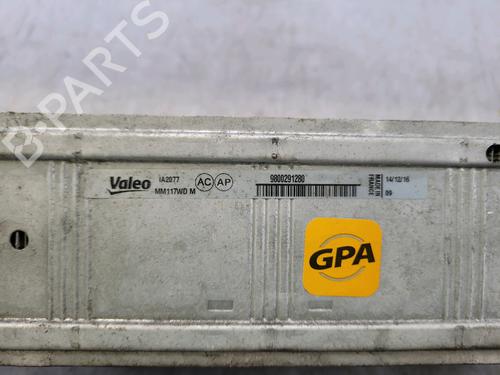 B-PARTS
Valeo
IA2077
MM117WD M
AC AP
9800291280
MADE IN
FRANCE
14/12/16
09
GPA